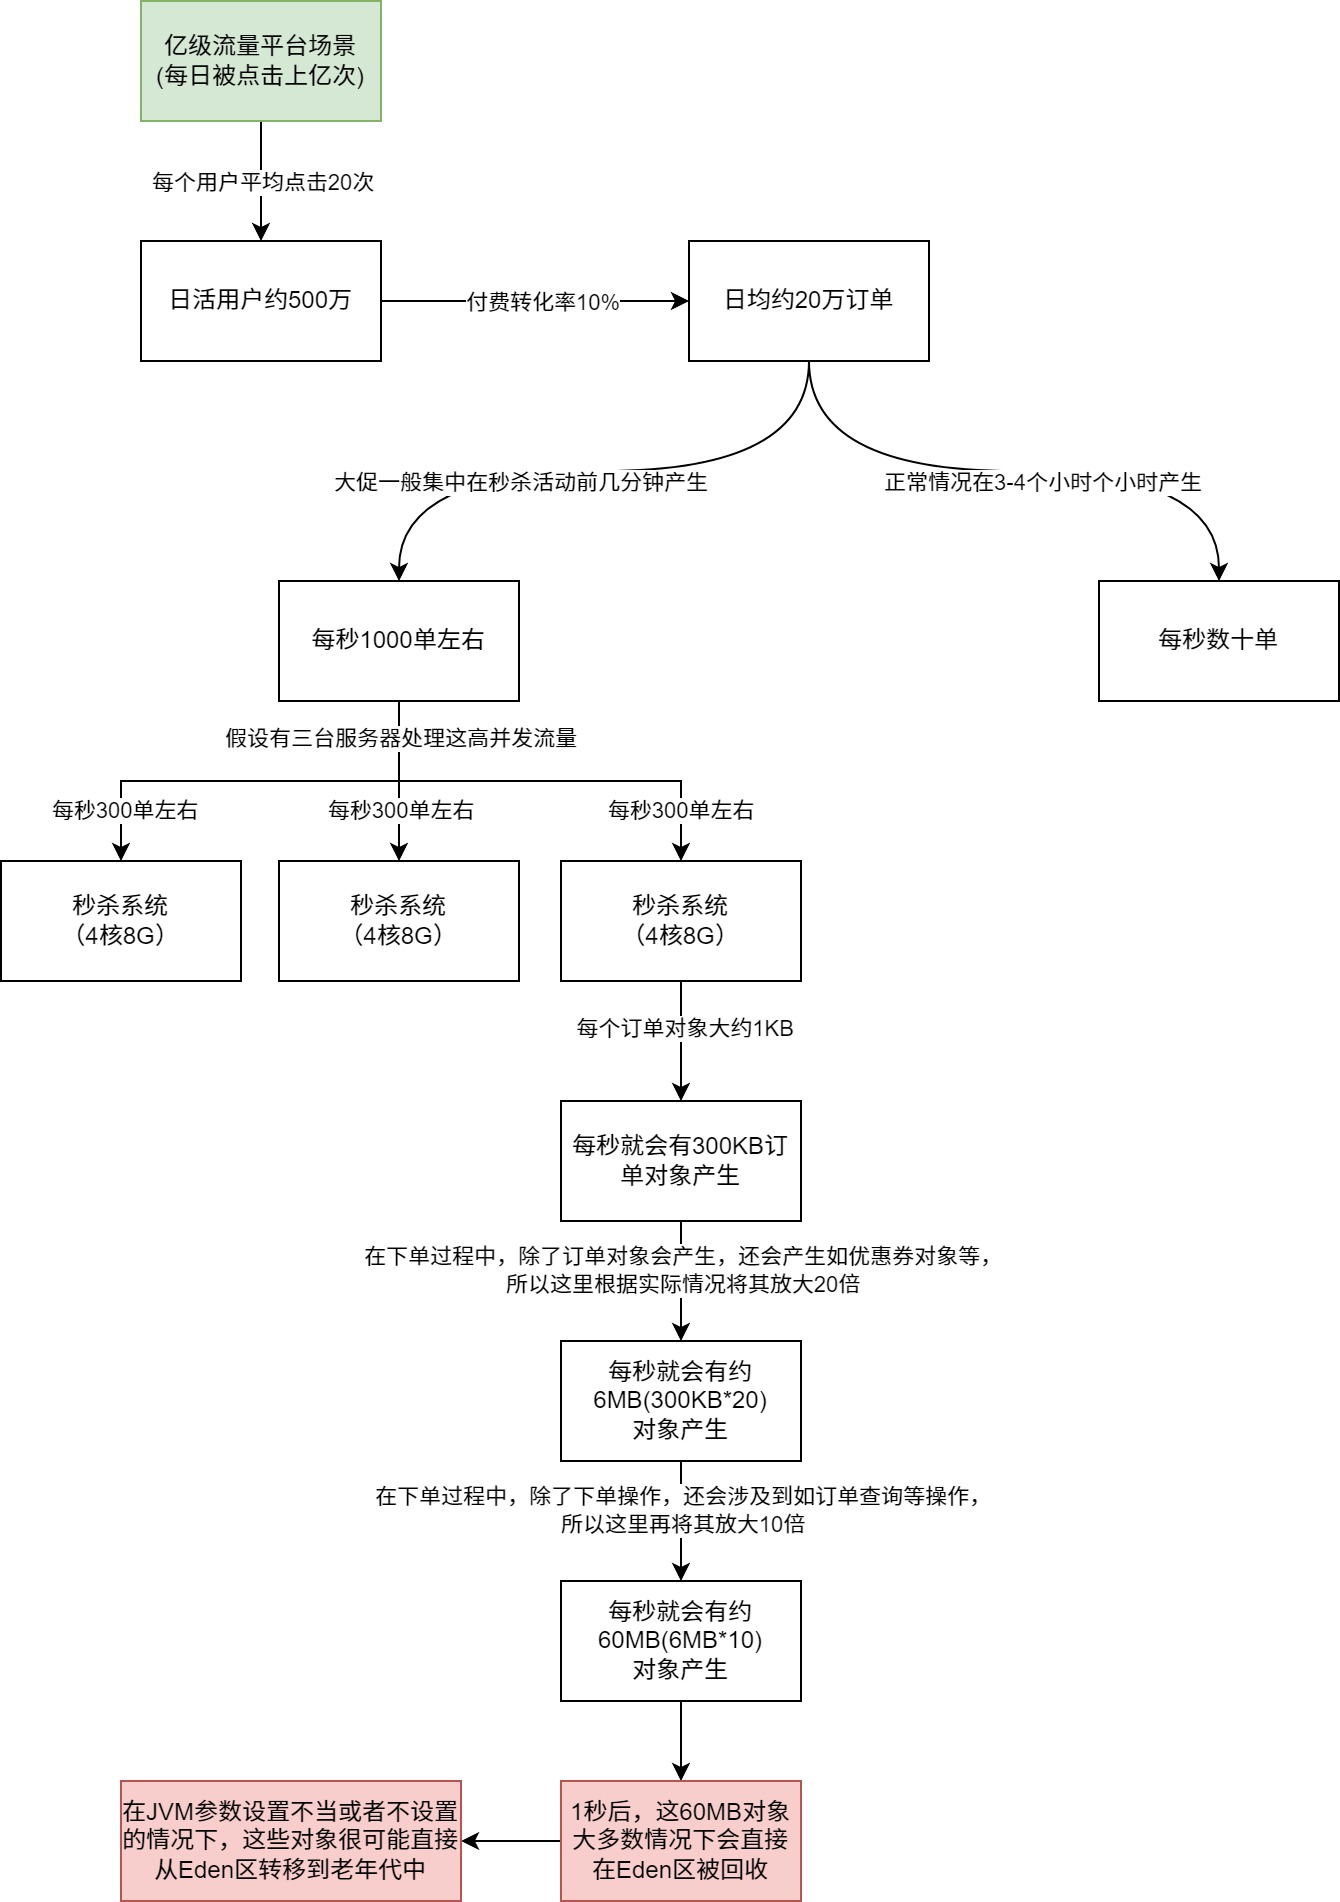 亿级流量平台场景
(每日被点击上亿次)
每个用户平均点击20次
日活用户约500万
付费转化率10%
日均约20万订单
大促一般集中在秒杀活动前几分钟产生
正常情况在3-4个小时个小时产生
每秒1000单左右
每秒数十单
假设有三台服务器处理这高并发流量
每秒300单左右
每秒300单左右
每秒300单左右
秒杀系统
（4核8G）
秒杀系统
（4核8G）
秒杀系统
（4核8G）
每个订单对象大约1KB
每秒就会有300KB订
单对象产生
在下单过程中，除了订单对象会产生，还会产生如优惠券对象等，
所以这里根据实际情况将其放大20倍
每秒就会有约
6MB(300KB*20)
对象产生
在下单过程中，除了下单操作，还会涉及到如订单查询等操作，
所以这里再将其放大10倍
每秒就会有约
60MB(6MB*10)
对象产生
1秒后，这60MB对象
大多数情况下会直接
在Eden区被回收
在JVM参数设置不当或者不设置
的情况下，这些对象很可能直接
从Eden区转移到老年代中